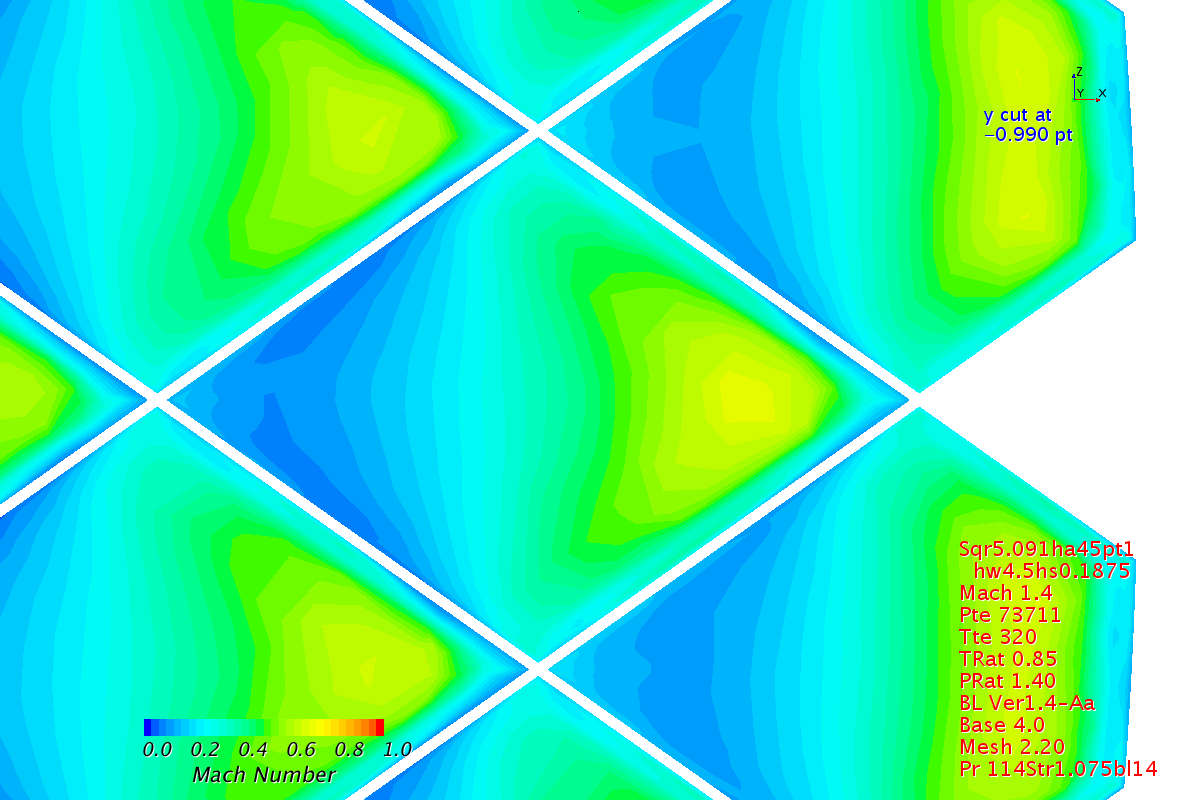 Z
Y X
y cut at
−0.990 pt
Sqr5.091ha45pt1
hw4.5hs0.1875
Mach 1.4
Pte 73711
Tte 320
TRat 0.85
PRat 1.40
BL Ver1.4−Aa
Base 4.0
Mesh 2.20
Pr 114Str1.075bl14
0.0 0.2 0.4 0.6 0.8 1.0
Mach Number